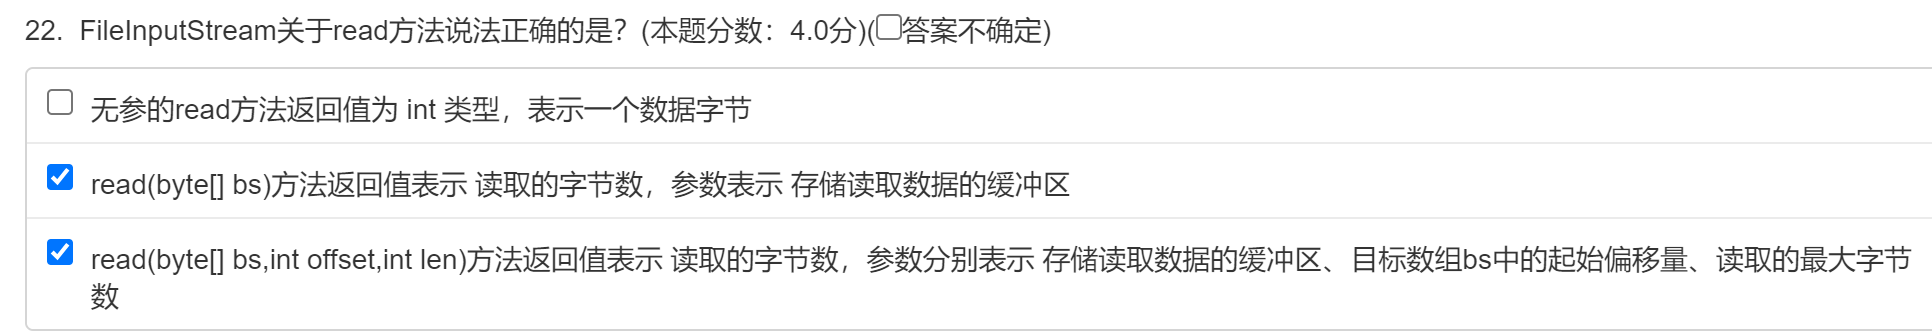 22. FileInputStream关于read方法说法正确的是？(本题分数：4.0分)(答案不确定)
无参的read方法返回值为 int 类型，表示一个数据字节
read(byte[] bs)方法返回值表示 读取的字节数，参数表示 存储读取数据的缓冲区
read(byte[] bs,int offset,int len)方法返回值表示 读取的字节数，参数分别表示 存储读取数据的缓冲区、目标数组bs中的起始偏移量、读取的最大字节
数